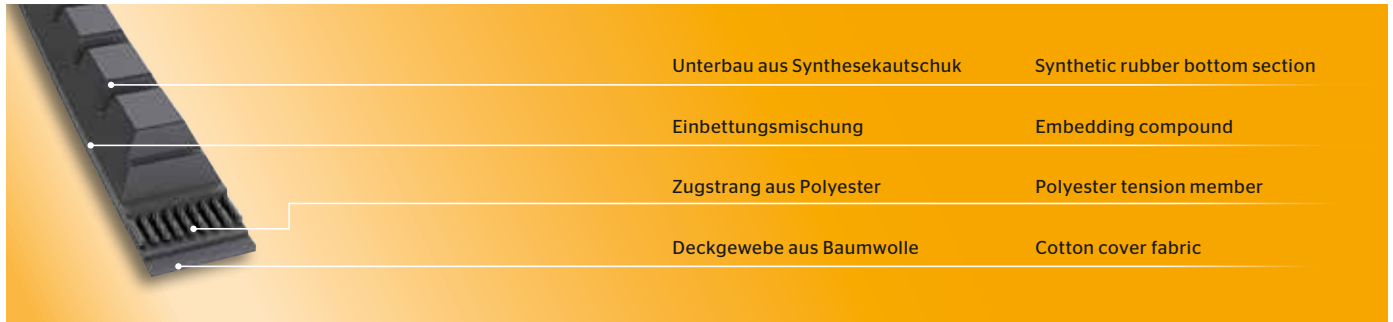 Unterbau aus Synthesekautschuk Synthetic rubber bottom section
Einbettungsmischung Embedding compound
Zugstrang aus Polyester Polyester tension member
Deckgewebe aus Baumwolle Cotton cover fabric